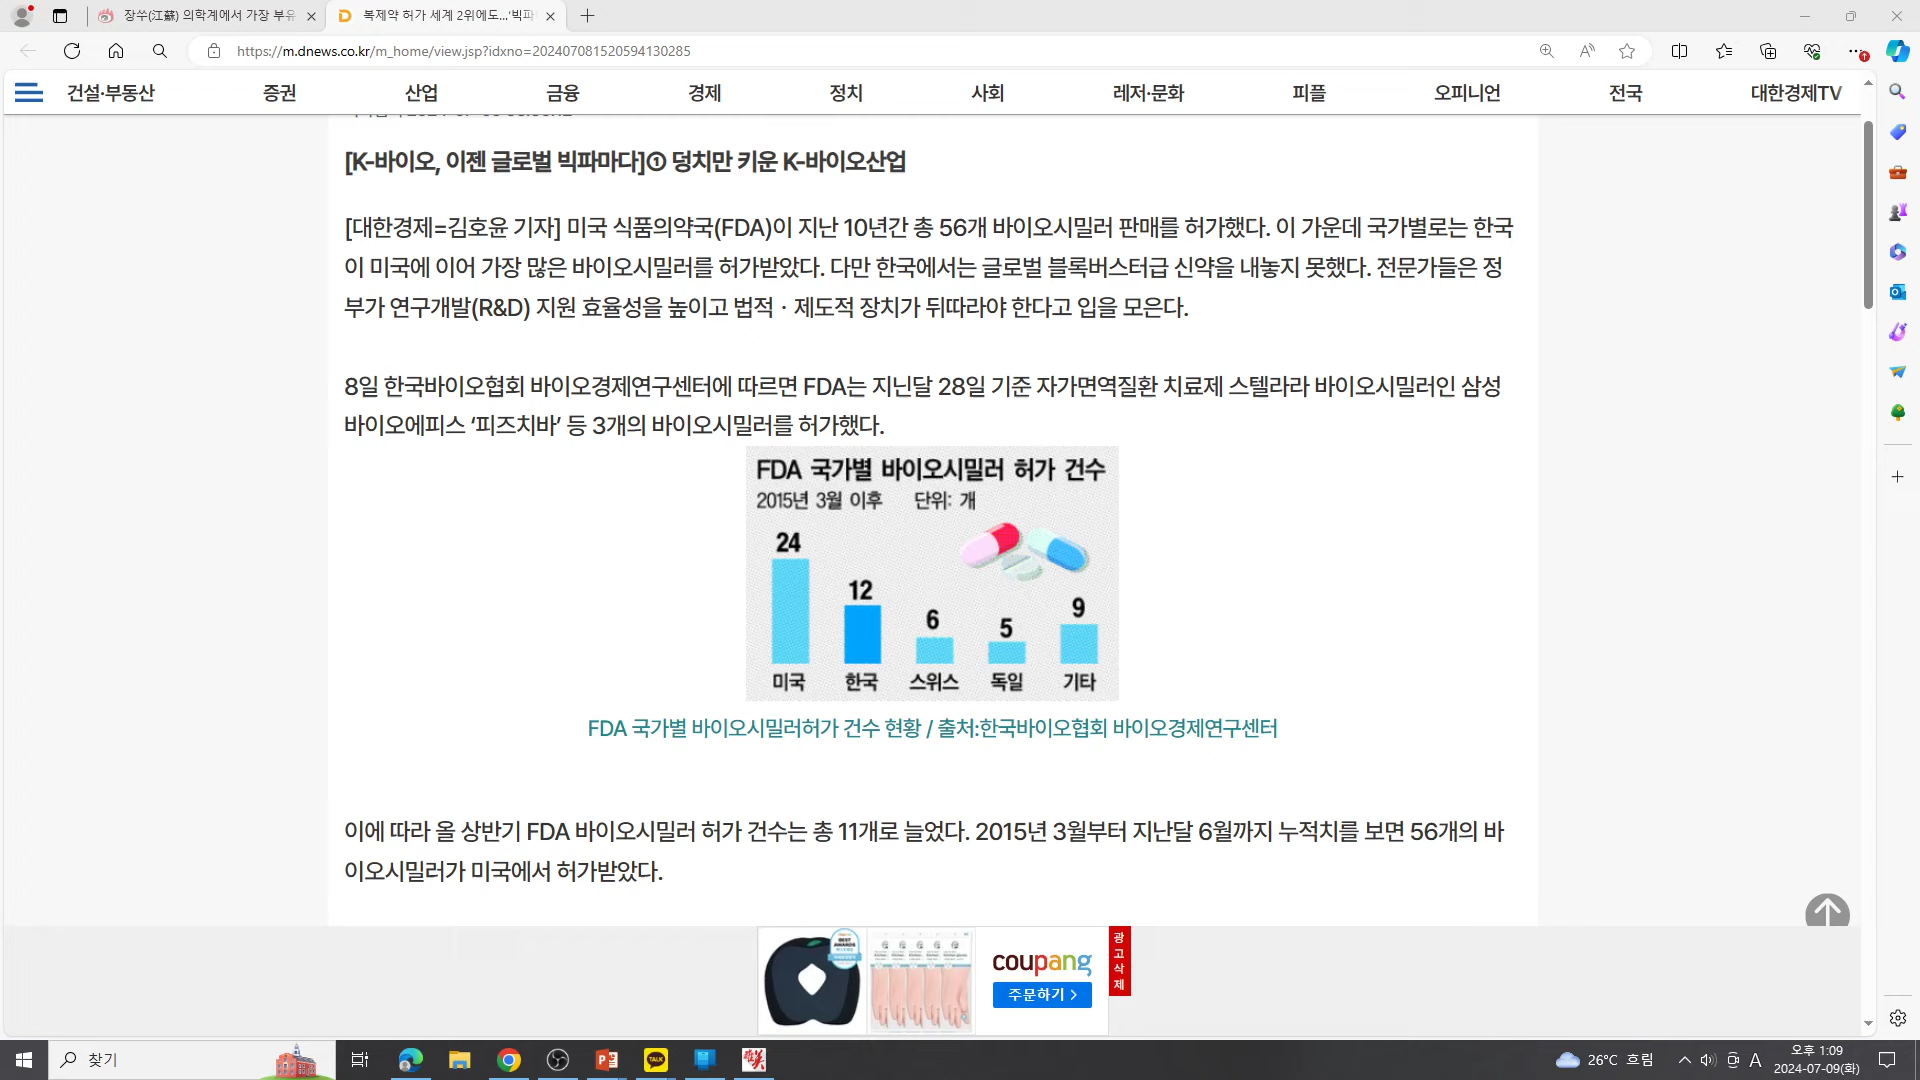 장쑤(江蘇) 의학계에서 가장 부유
복제약 허가 세계 2위에도...'빅파
https://m.dnews.co.kr/m_home/view.jsp?idxno=202407081520594130285
건설·부동산 증권 산업 금융 경제 정치 사회 레저·문화 피플 오피니언 전국 대한경제TV
[K-바이오, 이젠 글로벌 빅파마다]① 덩치만 키운 K-바이오산업
[대한경제=김호윤 기자] 미국 식품의약국(FDA)이 지난 10년간 총 56개 바이오시밀러 판매를 허가했다. 이 가운데 국가별로는 한국
이 미국에 이어 가장 많은 바이오시밀러를 허가받았다. 다만 한국에서는 글로벌 블록버스터급 신약을 내놓지 못했다. 전문가들은 정
부가 연구개발(R&D) 지원 효율성을 높이고 법적ㆍ제도적 장치가 뒤따라야 한다고 입을 모은다.
8일 한국바이오협회 바이오경제연구센터에 따르면 FDA는 지닌달 28일 기준 자가면역질환 치료제 스텔라라 바이오시밀러인 삼성
바이오에피스 ‘피즈치바’ 등 3개의 바이오시밀러를 허가했다.
FDA 국가별 바이오시밀러 허가 건수
2015년 3월 이후 단위: 개
24 12 6 5 9
미국 한국 스위스 독일 기타
FDA 국가별 바이오시밀러허가 건수 현황 / 출처:한국바이오협회 바이오경제연구센터
이에 따라 올 상반기 FDA 바이오시밀러 허가 건수는 총 11개로 늘었다. 2015년 3월부터 지난달 6월까지 누적치를 보면 56개의 바
이오시밀러가 미국에서 허가받았다.
BEST
AWARDS
coupang
주문하기 >
광고삭제
찾기
TALK
26°C 흐림
A
오후 1:09
2024-07-09(화)